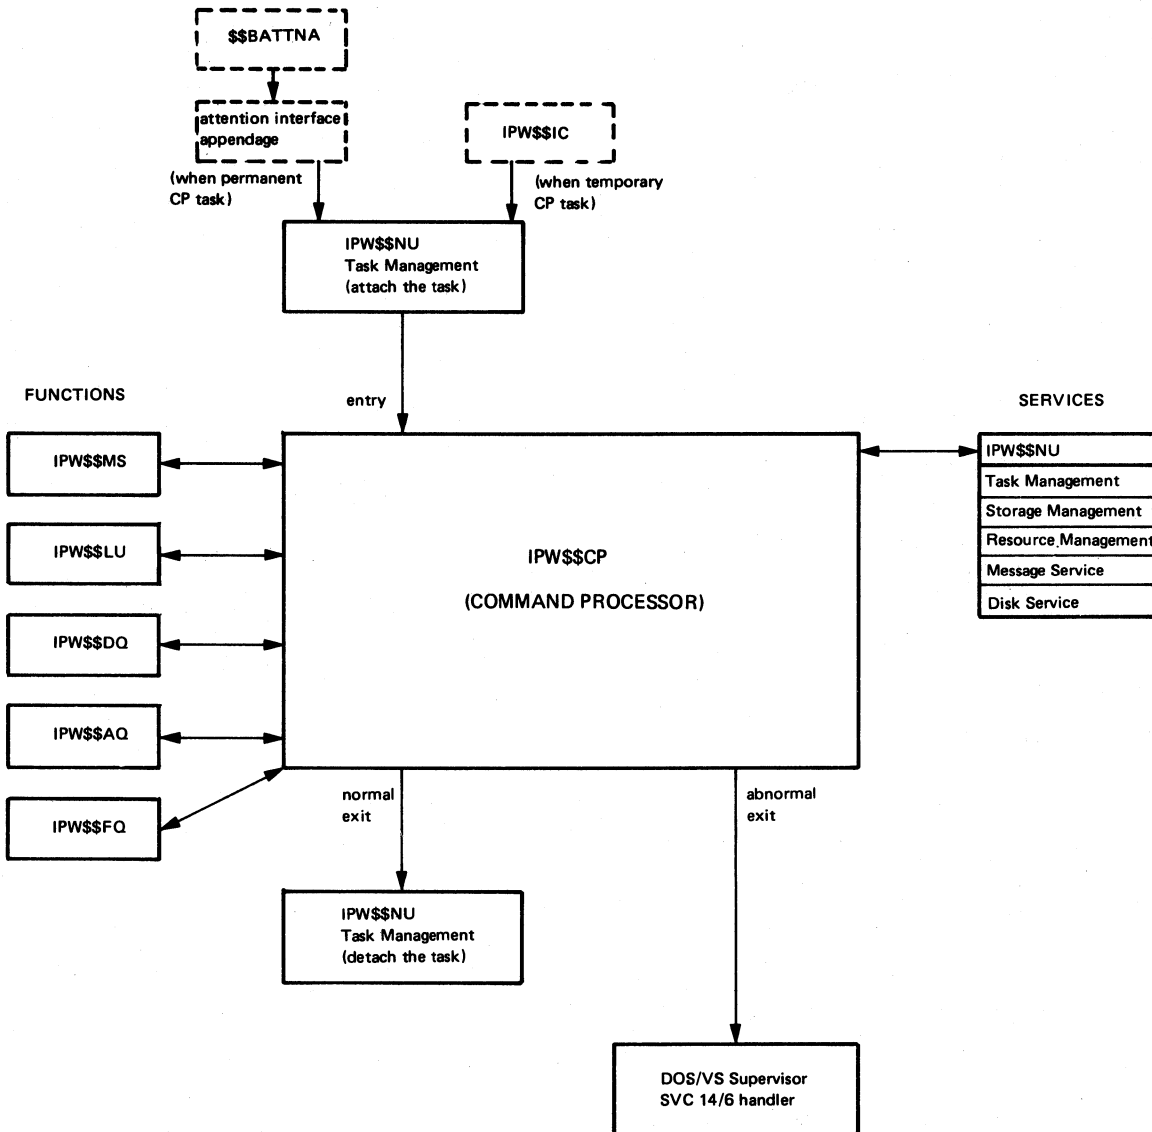 $$BATTNA
attention interface
appendage
IPW$$IC
(when permanent
CP task)
(when temporary
CP task)
IPW$$NU
Task Management
(attach the task)
FUNCTIONS
entry
SERVICES
IPW$$MS
IPW$$LU
IPW$$DQ
IPW$$AQ
IPW$$FQ
IPW$$CP
(COMMAND PROCESSOR)
IPW$$NU
Task Management
Storage Management
Resource Management
Message Service
Disk Service
normal
exit
abnormal
exit
IPW$$NU
Task Management
(detach the task)
DOS/VS Supervisor
SVC 14/6 handler